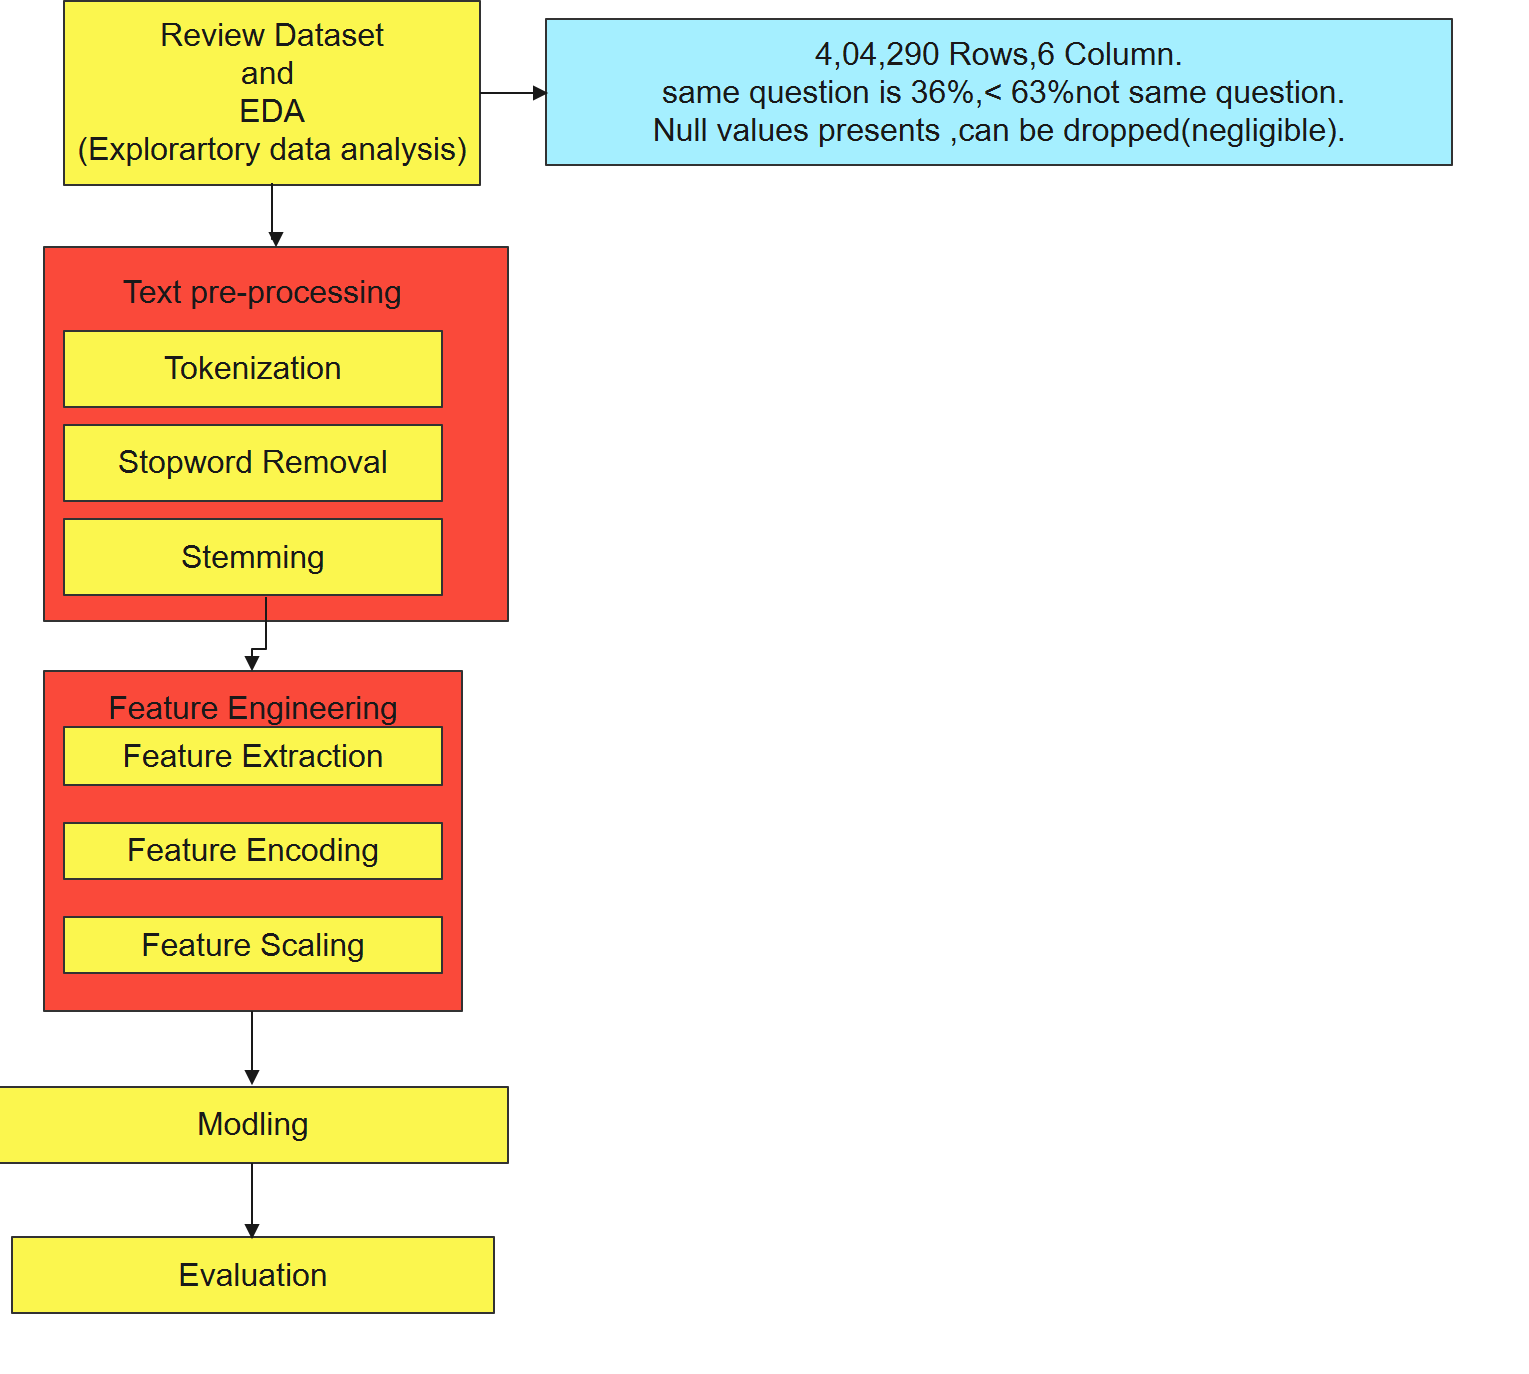 Review Dataset
and
EDA
(Explorartory data analysis)
4,04,290 Rows,6 Column.
same question is 36%,< 63%not same question.
Null values presents ,can be dropped(negligible).
Text pre-processing
Tokenization
Stopword Removal
Stemming
Feature Engineering
Feature Extraction
Feature Encoding
Feature Scaling
Modling
Evaluation